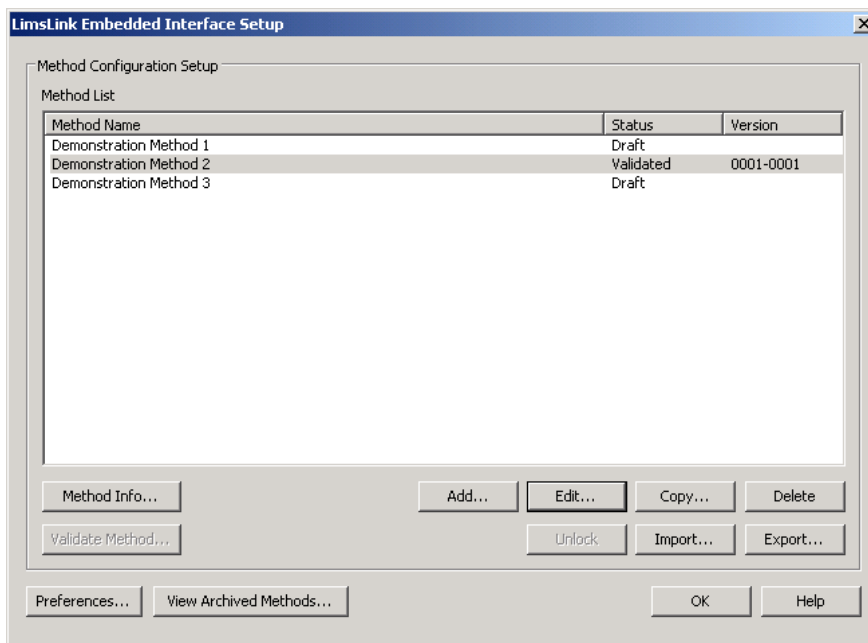 LimsLink Embedded Interface Setup
Method Configuration Setup
Method List
Method Name Status Version
Demonstration Method 1 Draft
Demonstration Method 2 Validated 0001-0001
Demonstration Method 3 Draft
Method Info... Add... Edit... Copy... Delete
Validate Method... Unlock Import... Export...
Preferences... View Archived Methods... OK Help